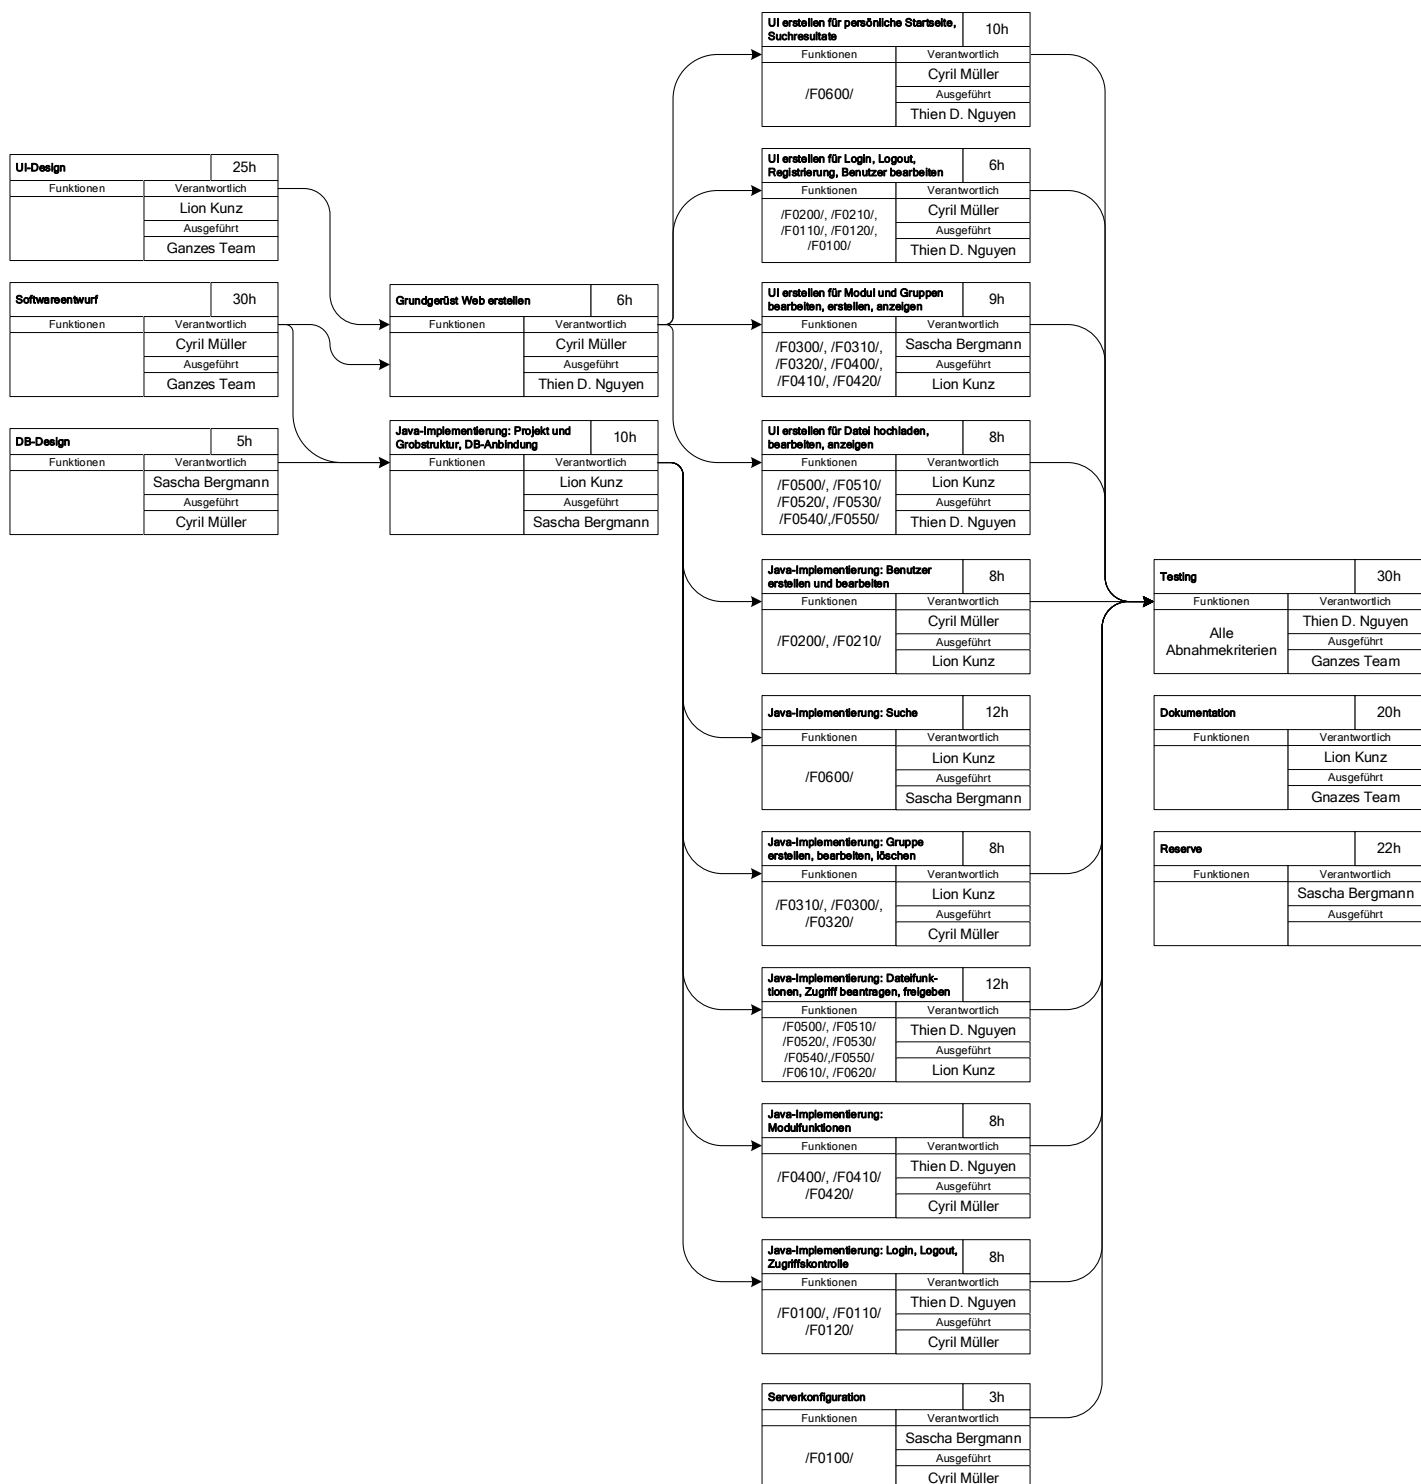 UI-Design
25h
Funktionen
Verantwortlich
Lion Kunz
Ausgeführt
Ganzes Team
Softwareentwurf
30h
Funktionen
Verantwortlich
Cyril Müller
Ausgeführt
Ganzes Team
DB-Design
5h
Funktionen
Verantwortlich
Sascha Bergmann
Ausgeführt
Cyril Müller
Grundgerüst Web erstellen
6h
Funktionen
Verantwortlich
Cyril Müller
Ausgeführt
Thien D. Nguyen
Java-Implementierung: Projekt und
Grobstruktur, DB-Anbindung
10h
Funktionen
Verantwortlich
Lion Kunz
Ausgeführt
Sascha Bergmann
UI erstellen für persönliche Startseite,
Suchresultate
10h
Funktionen
Verantwortlich
/F0600/
Cyril Müller
Ausgeführt
Thien D. Nguyen
UI erstellen für Login, Logout,
Registrierung, Benutzer bearbeiten
6h
Funktionen
Verantwortlich
/F0200/, /F0210/,
/F0110/, /F0120/,
/F0100/
Cyril Müller
Ausgeführt
Thien D. Nguyen
UI erstellen für Modul und Gruppen
bearbeiten, erstellen, anzeigen
9h
Funktionen
Verantwortlich
/F0300/, /F0310/,
/F0320/, /F0400/,
/F0410/, /F0420/
Sascha Bergmann
Ausgeführt
Lion Kunz
UI erstellen für Datei hochladen,
bearbeiten, anzeigen
8h
Funktionen
Verantwortlich
/F0500/, /F0510/
/F0520/, /F0530/
/F0540/,/F0550/
Lion Kunz
Ausgeführt
Thien D. Nguyen
Java-Implementierung: Benutzer
erstellen und bearbeiten
8h
Funktionen
Verantwortlich
/F0200/, /F0210/
Cyril Müller
Ausgeführt
Lion Kunz
Java-Implementierung: Suche
12h
Funktionen
Verantwortlich
/F0600/
Lion Kunz
Ausgeführt
Sascha Bergmann
Java-Implementierung: Gruppe
erstellen, bearbeiten, löschen
8h
Funktionen
Verantwortlich
/F0310/, /F0300/,
/F0320/
Lion Kunz
Ausgeführt
Cyril Müller
Java-Implementierung: Dateifunk-
tionen, Zugriff beantragen, freigeben
12h
Funktionen
Verantwortlich
/F0500/, /F0510/
/F0520/, /F0530/
/F0540/,/F0550/
/F0610/, /F0620/
Thien D. Nguyen
Ausgeführt
Lion Kunz
Java-Implementierung:
Modulfunktionen
8h
Funktionen
Verantwortlich
/F0400/, /F0410/
/F0420/
Thien D. Nguyen
Ausgeführt
Cyril Müller
Java-Implementierung: Login, Logout,
Zugriffskontrolle
8h
Funktionen
Verantwortlich
/F0100/, /F0110/
/F0120/
Thien D. Nguyen
Ausgeführt
Cyril Müller
Serverkonfiguration
3h
Funktionen
Verantwortlich
/F0100/
Sascha Bergmann
Ausgeführt
Cyril Müller
Testing
30h
Funktionen
Verantwortlich
Alle
Abnahmekriterien
Thien D. Nguyen
Ausgeführt
Ganzes Team
Dokumentation
20h
Funktionen
Verantwortlich
Lion Kunz
Ausgeführt
Gnazes Team
Reserve
22h
Funktionen
Verantwortlich
Sascha Bergmann
Ausgeführt